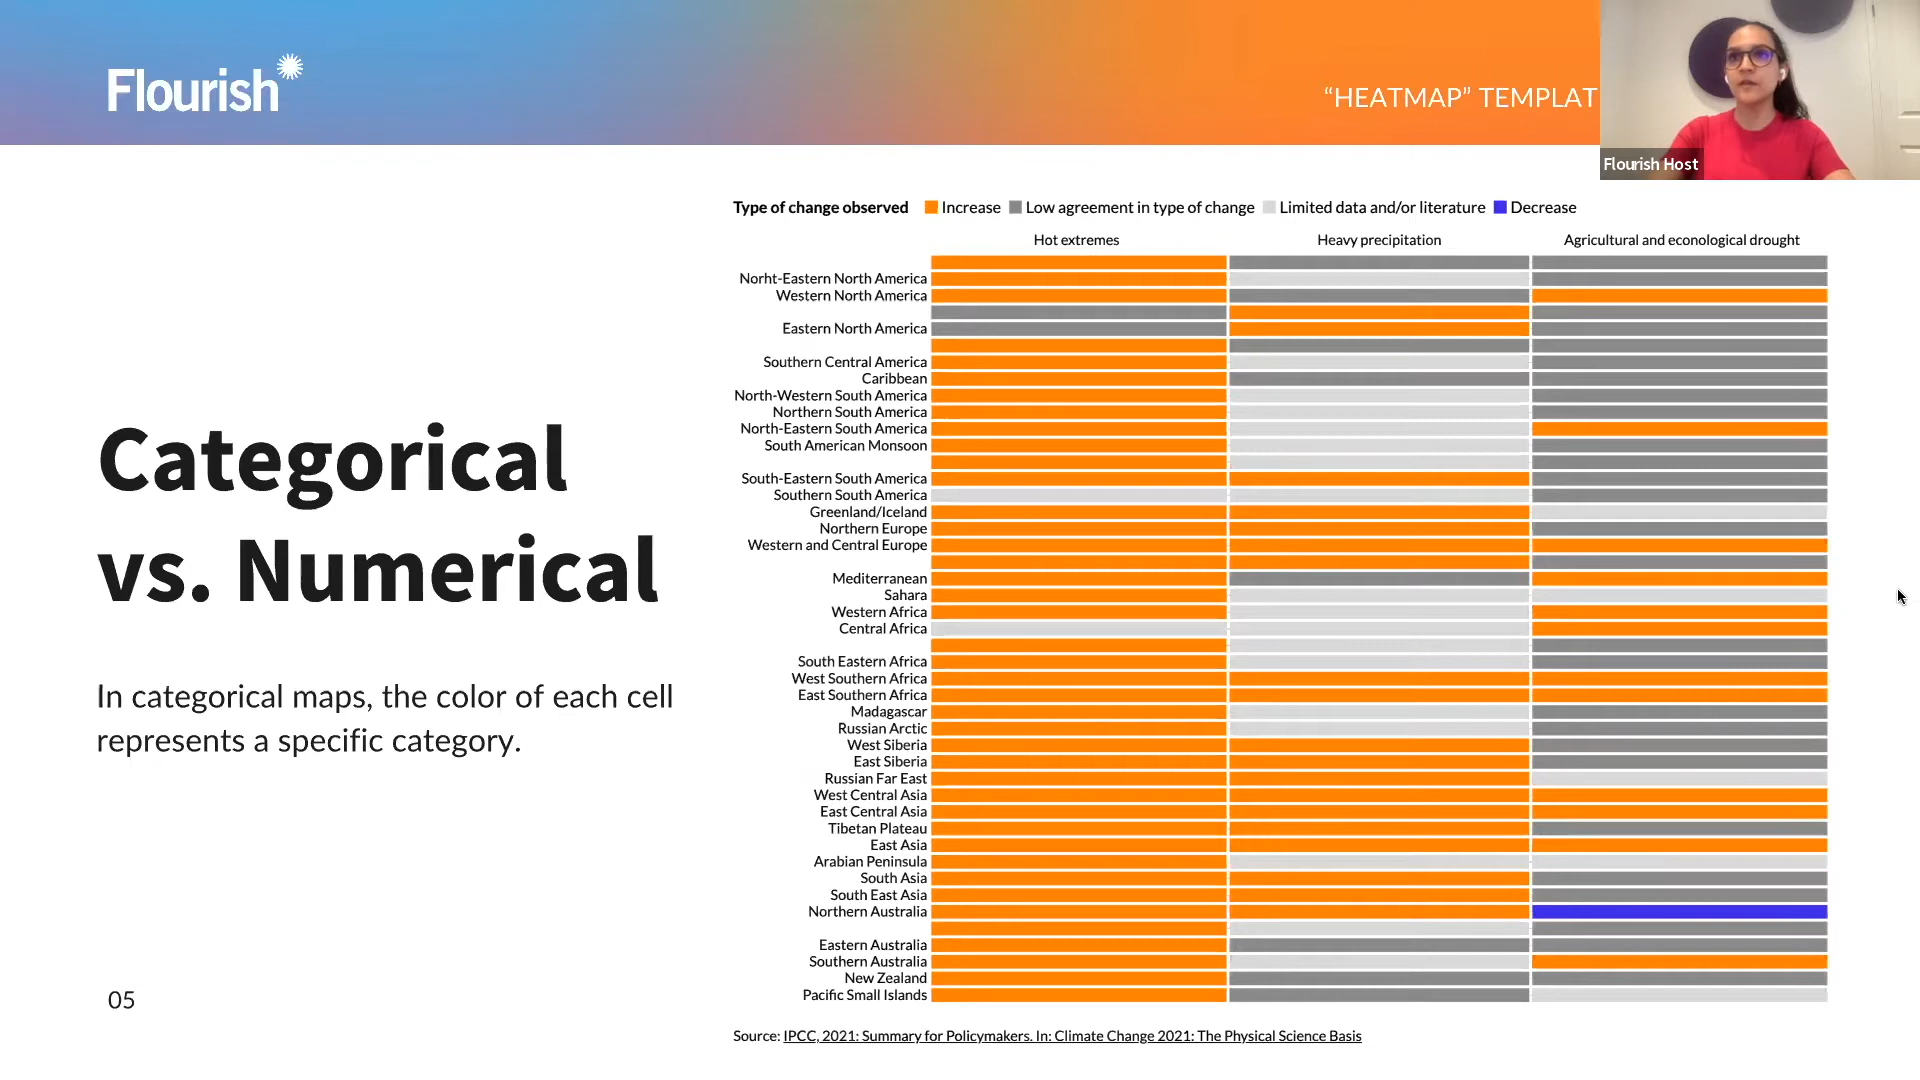 Flourish
“HEATMAP” TEMPLAT
Flourish Host
Type of change observed Increase Low agreement in type of change Limited data and/or literature Decrease
Hot extremes Heavy precipitation Agricultural and econological drought
Norht-Eastern North America
Western North America
Eastern North America
Southern Central America
Caribbean
North-Western South America
Northern South America
North-Eastern South America
South American Monsoon
South-Eastern South America
Southern South America
Greenland/Iceland
Northern Europe
Western and Central Europe
Mediterranean
Sahara
Western Africa
Central Africa
South Eastern Africa
West Southern Africa
East Southern Africa
Madagascar
Russian Arctic
West Siberia
East Siberia
Russian Far East
West Central Asia
East Central Asia
Tibetan Plateau
East Asia
Arabian Peninsula
South Asia
South East Asia
Northern Australia
Eastern Australia
Southern Australia
New Zealand
Pacific Small Islands
Source: IPCC, 2021: Summary for Policymakers. In: Climate Change 2021: The Physical Science Basis
Categorical
vs. Numerical
In categorical maps, the color of each cell
represents a specific category.
05